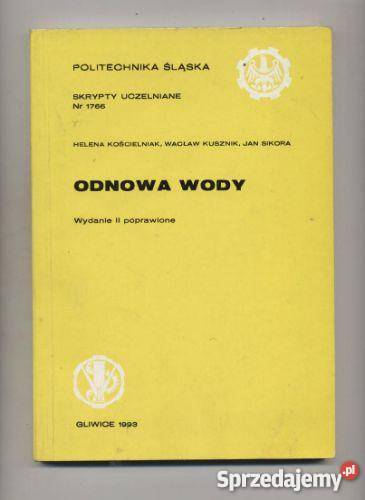 POLITECHNIKA ŚLĄSKA
SKRYPTY UCZELNIANE
Nr 1766
HELENA KOŚCIELNIAK, WACŁAW KUSZNIK, JAN SIKORA
ODNOWA WODY
Wydanie II poprawione
GLIWICE 1993
Sprzedajemy.pl